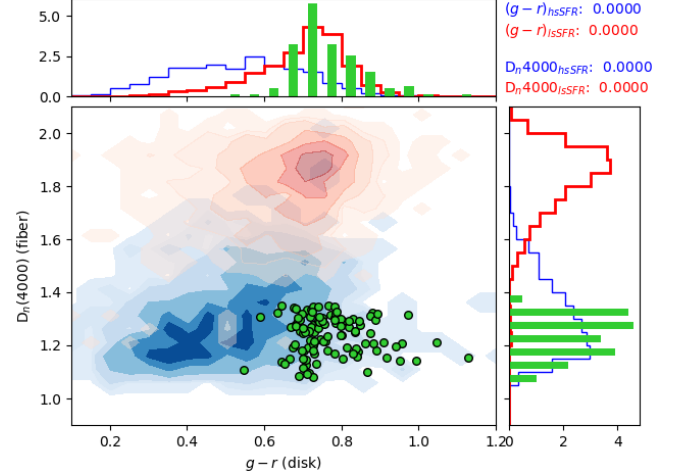 5.0
2.5
0.0
(g − r)hsSFR: 0.0000
(g − r)lsSFR: 0.0000
Dn4000hsSFR: 0.0000
Dn4000lsSFR: 0.0000
2.0
1.8
1.6
1.4
1.2
1.0
Dn(4000) (fiber)
0.2 0.4 0.6 0.8 1.0 1.2
0 2 4
g − r (disk)